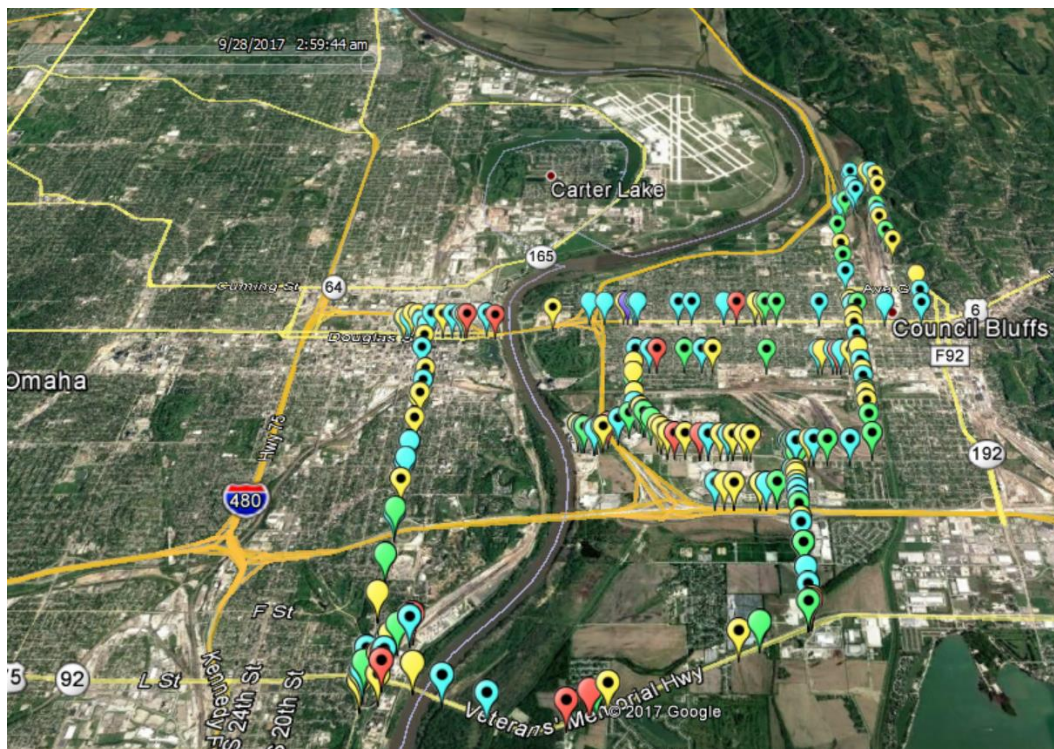 9/28/2017 2:59:44 am
Carter Lake
165
64
Cuming St
Ave G
6
Douglas S
Council Bluffs
F92
Omaha
Hwy 75
192
480
F St
75
92
L St
Kennedy F
S 24th St
S 20th St
Veterans' Memorial Hwy
© 2017 Google